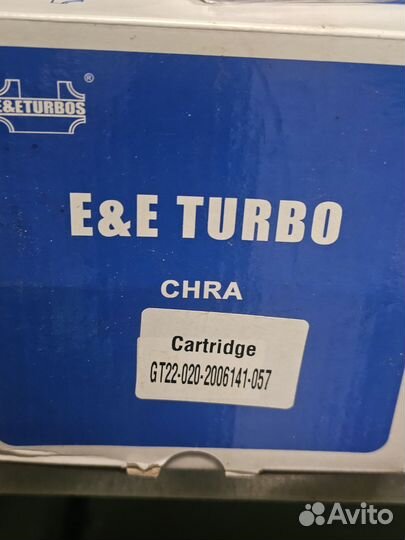 E&ETURBOS
®
E&E TURBO
CHRA
Cartridge
GT22-020-2006141-057
Avito